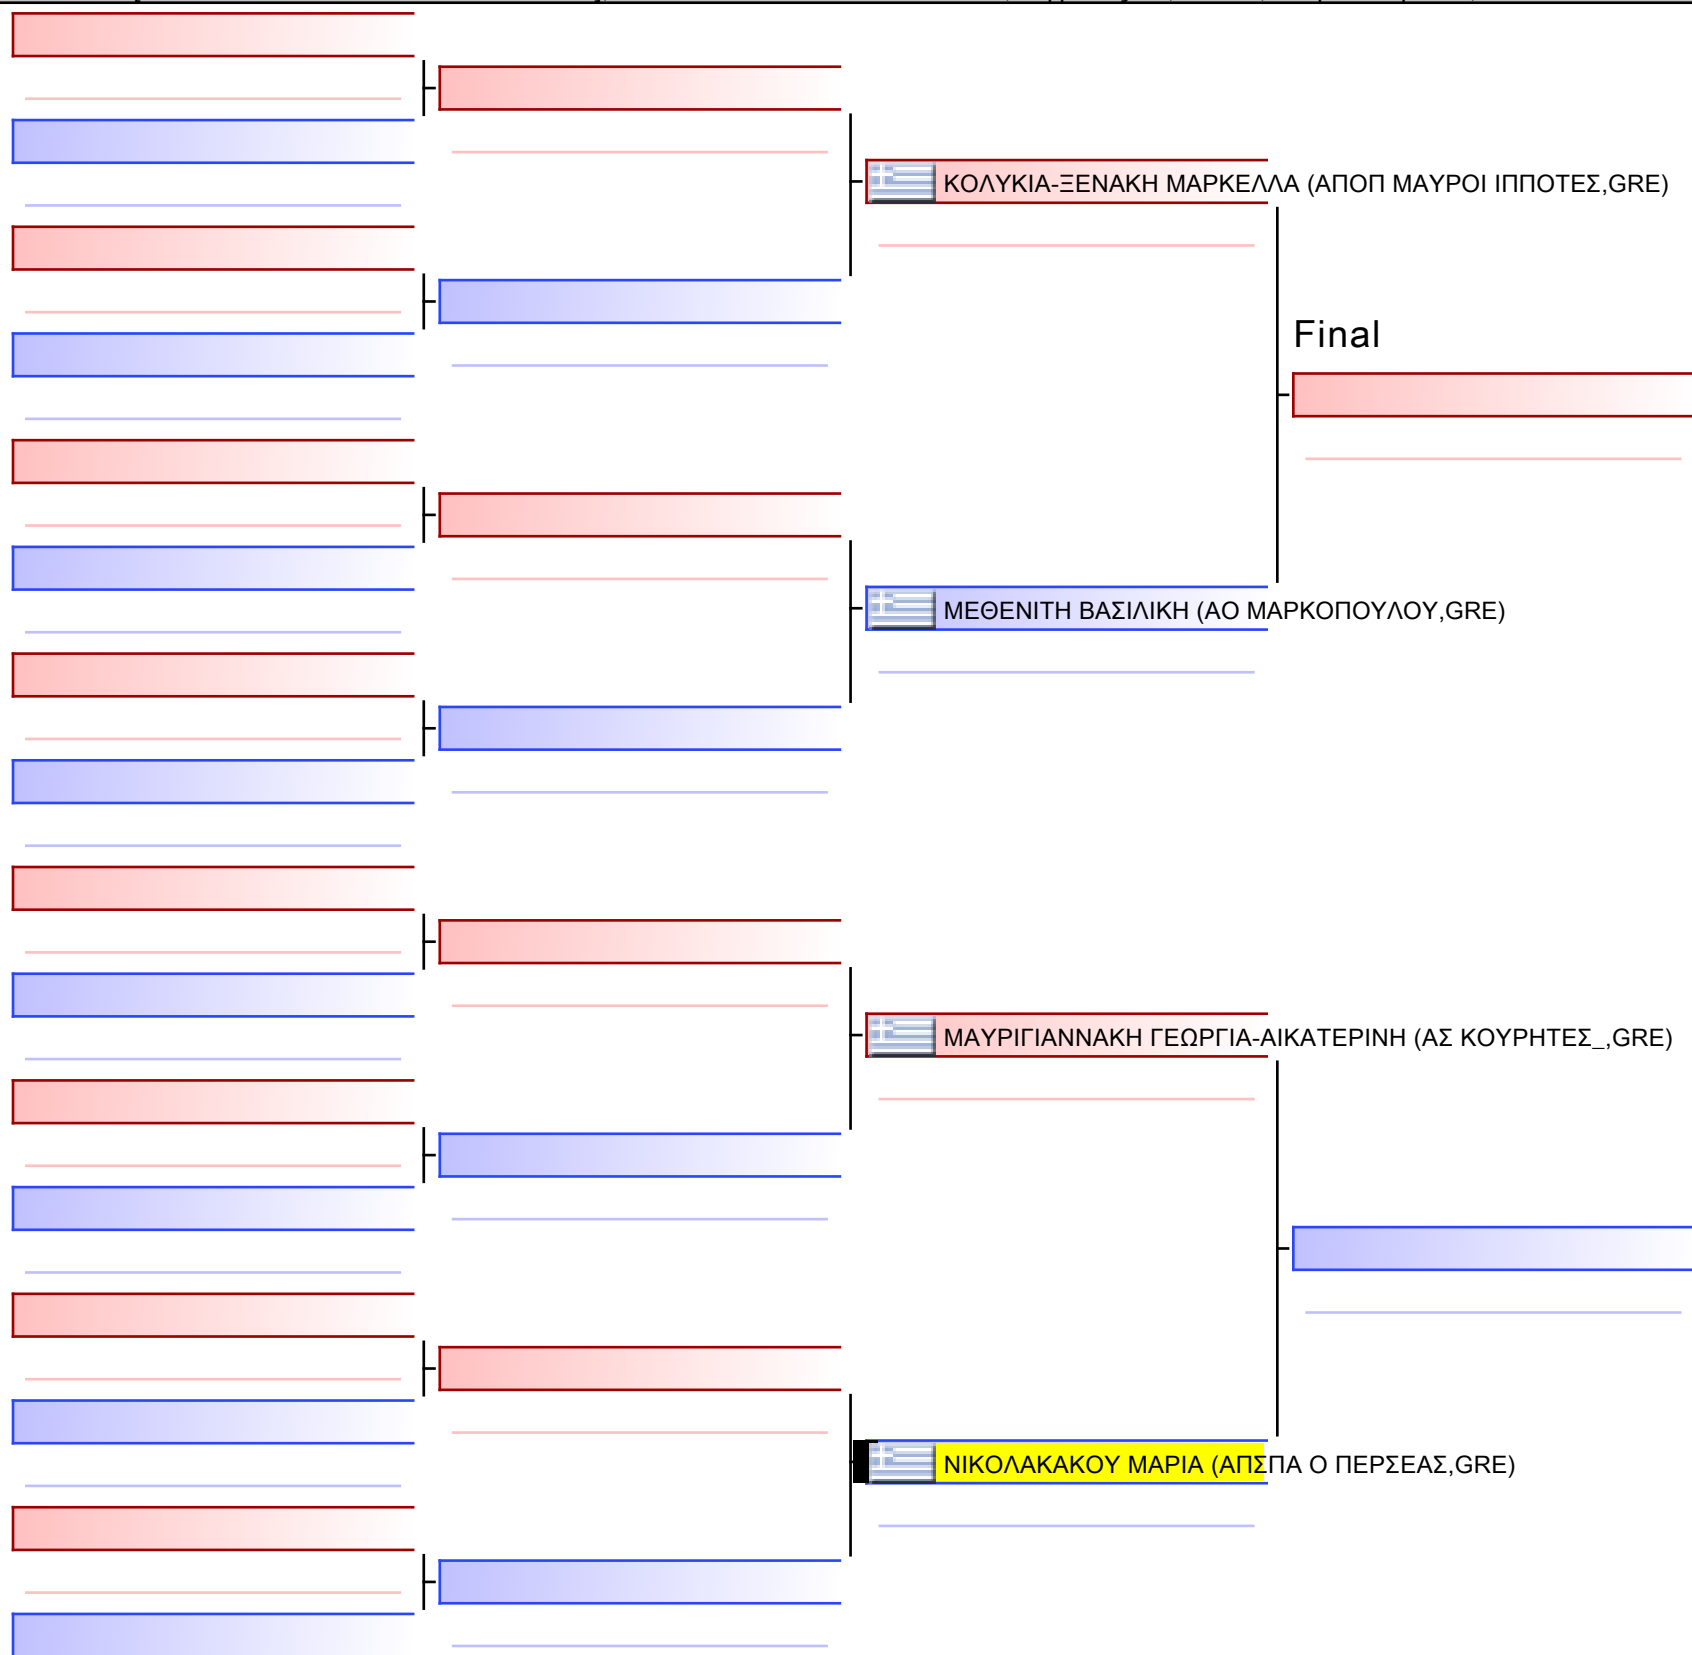 ΚΟΛΥΚΙΑ-ΞΕΝΑΚΗ ΜΑΡΚΕΛΛΑ (ΑΠΟΠ ΜΑΥΡΟΙ ΙΠΠΟΤΕΣ,GRE)
Final
ΜΕΘΕΝΙΤΗ ΒΑΣΙΛΙΚΗ (ΑΟ ΜΑΡΚΟΠΟΥΛΟΥ,GRE)
ΜΑΥΡΙΓΙΑΝΝΑΚΗ ΓΕΩΡΓΙΑ-ΑΙΚΑΤΕΡΙΝΗ (ΑΣ ΚΟΥΡΗΤΕΣ_,GRE)
ΝΙΚΟΛΑΚΑΚΟΥ ΜΑΡΙΑ (ΑΠΣΠΑ Ο ΠΕΡΣΕΑΣ,GRE)